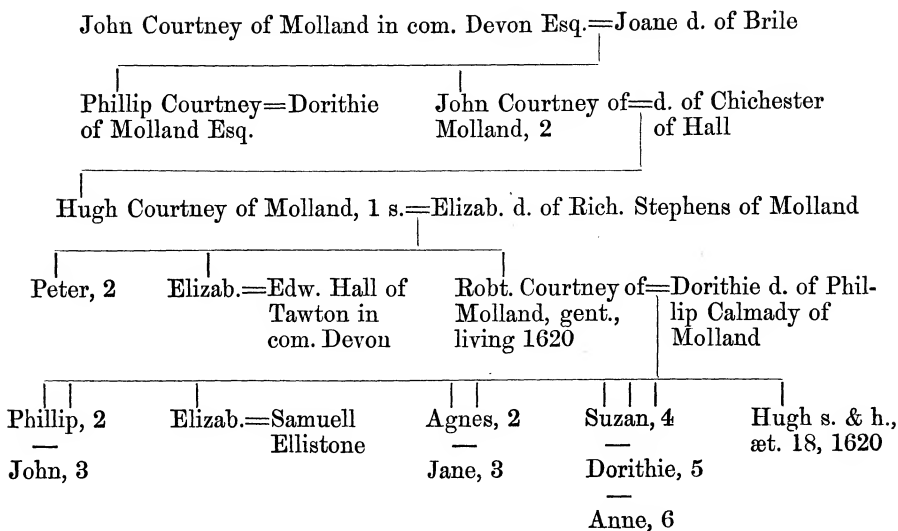 John Courtney of Molland in com. Devon Esq.=Joane d. of Brile
Phillip Courtney=Dorithie
of Molland Esq.
John Courtney of=d. of Chichester
Molland, 2
of Hall
Hugh Courtney of Molland, 1 s.=Elizab. d. of Rich. Stephens of Molland
Peter, 2
Elizab.=Edw. Hall of
Tawton in
com. Devon
Robt. Courtney of=Dorithie d. of Phil-
Molland, gent.,
lip Calmady of
living 1620
Molland
Phillip, 2
John, 3
Elizab.=Samuell
Ellistone
Agnes, 2
Jane, 3
Suzan, 4
Dorithie, 5
Anne, 6
Hugh s. & h.,
æt. 18, 1620